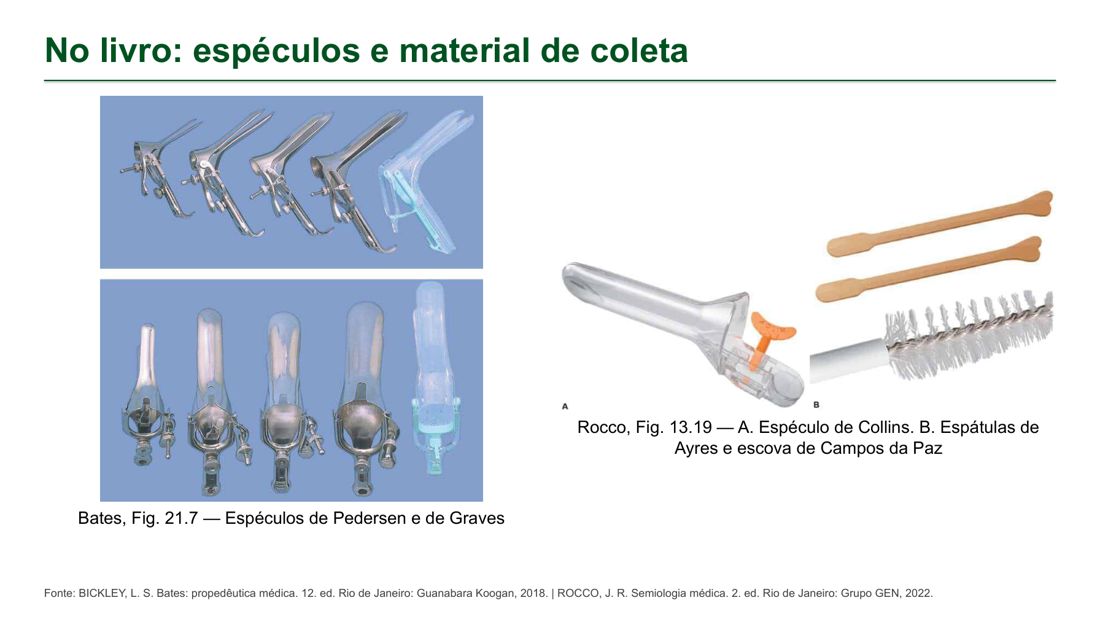 No livro: espéculos e material de coleta
A
B
Rocco, Fig. 13.19 — A. Espéculo de Collins. B. Espátulas de
Ayres e escova de Campos da Paz
Bates, Fig. 21.7 — Espéculos de Pedersen e de Graves
Fonte: BICKLEY, L. S. Bates: propedêutica médica. 12. ed. Rio de Janeiro: Guanabara Koogan, 2018. | ROCCO, J. R. Semiologia médica. 2. ed. Rio de Janeiro: Grupo GEN, 2022.